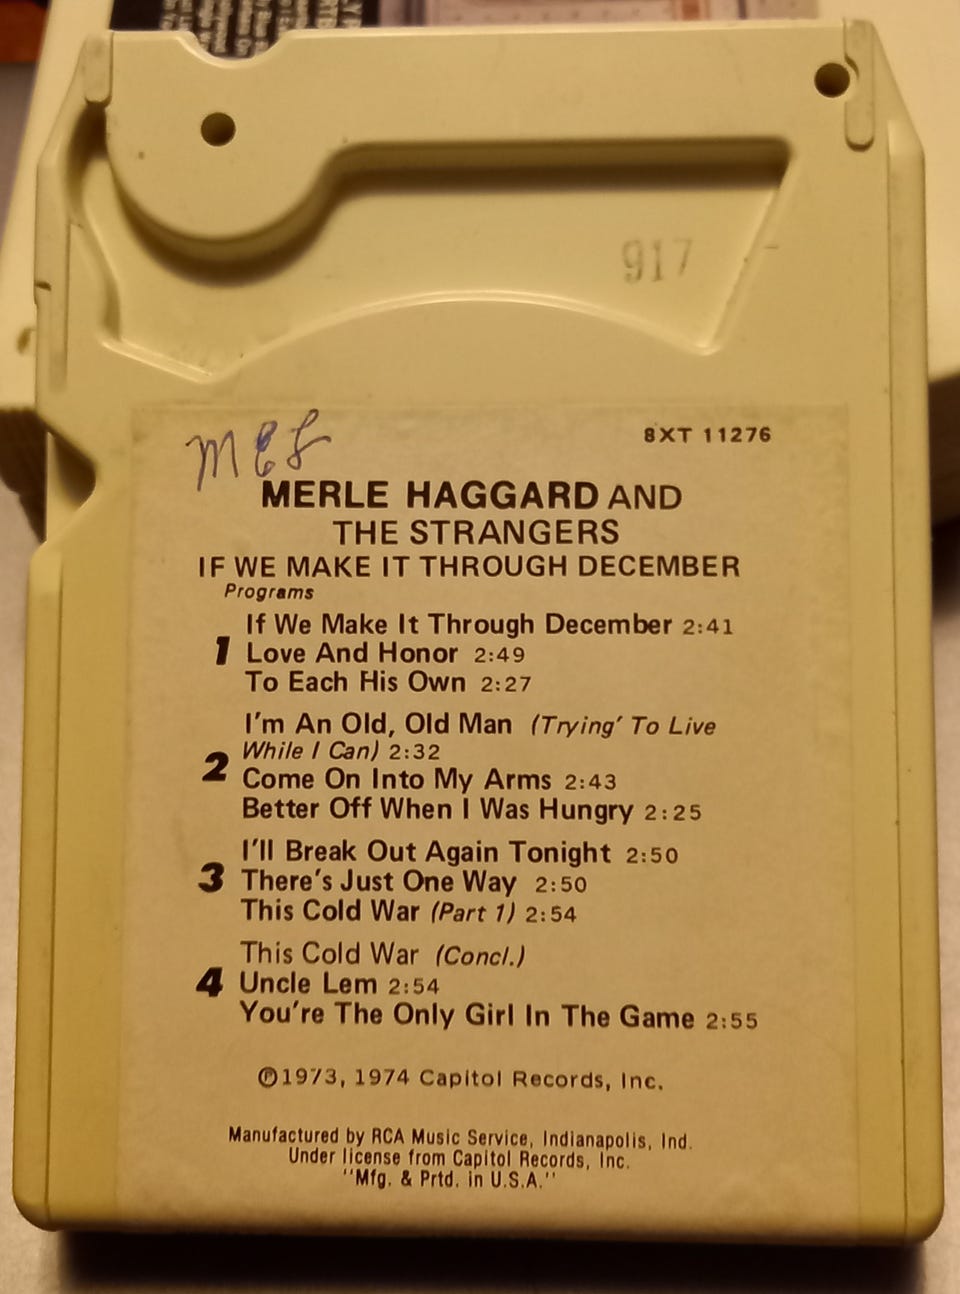 917
MEL
8XT 11276
MERLE HAGGARD AND
THE STRANGERS
IF WE MAKE IT THROUGH DECEMBER
Programs
1
If We Make It Through December 2:41
Love And Honor 2:49
To Each His Own 2:27
2
I'm An Old, Old Man (Trying' To Live
While I Can) 2:32
Come On Into My Arms 2:43
Better Off When I Was Hungry 2:25
3
I'll Break Out Again Tonight 2:50
There's Just One Way 2:50
This Cold War (Part 1) 2:54
4
This Cold War (Concl.)
Uncle Lem 2:54
You're The Only Girl In The Game 2:55
℗1973, 1974 Capitol Records, Inc.
Manufactured by RCA Music Service, Indianapolis, Ind.
Under license from Capitol Records, Inc.
"Mfg. & Prtd. in U.S.A."